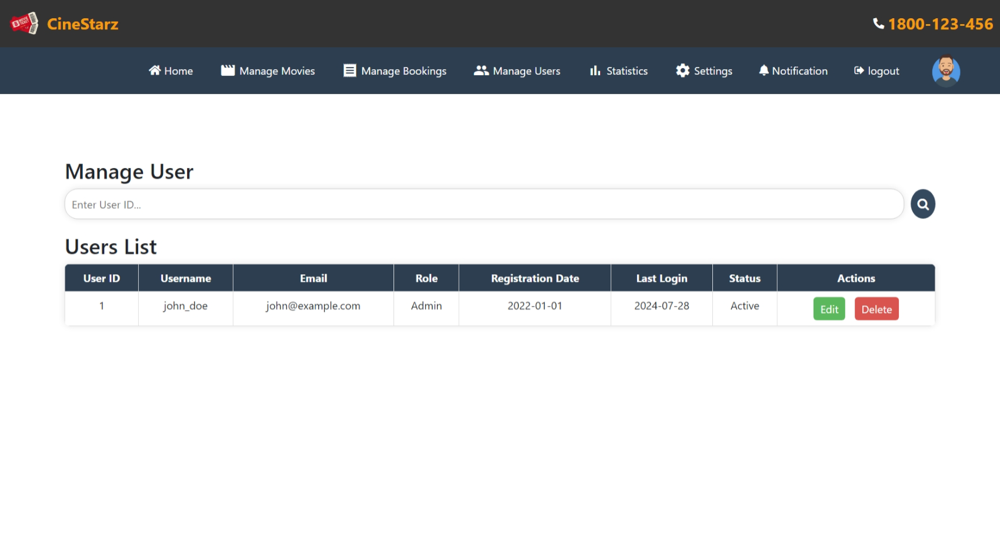 CineStarz
1800-123-456
Home Manage Movies Manage Bookings Manage Users Statistics Settings Notification logout
Manage User
Enter User ID...
Users List
User ID Username Email Role Registration Date Last Login Status Actions
1 john_doe john@example.com Admin 2022-01-01 2024-07-28 Active Edit Delete